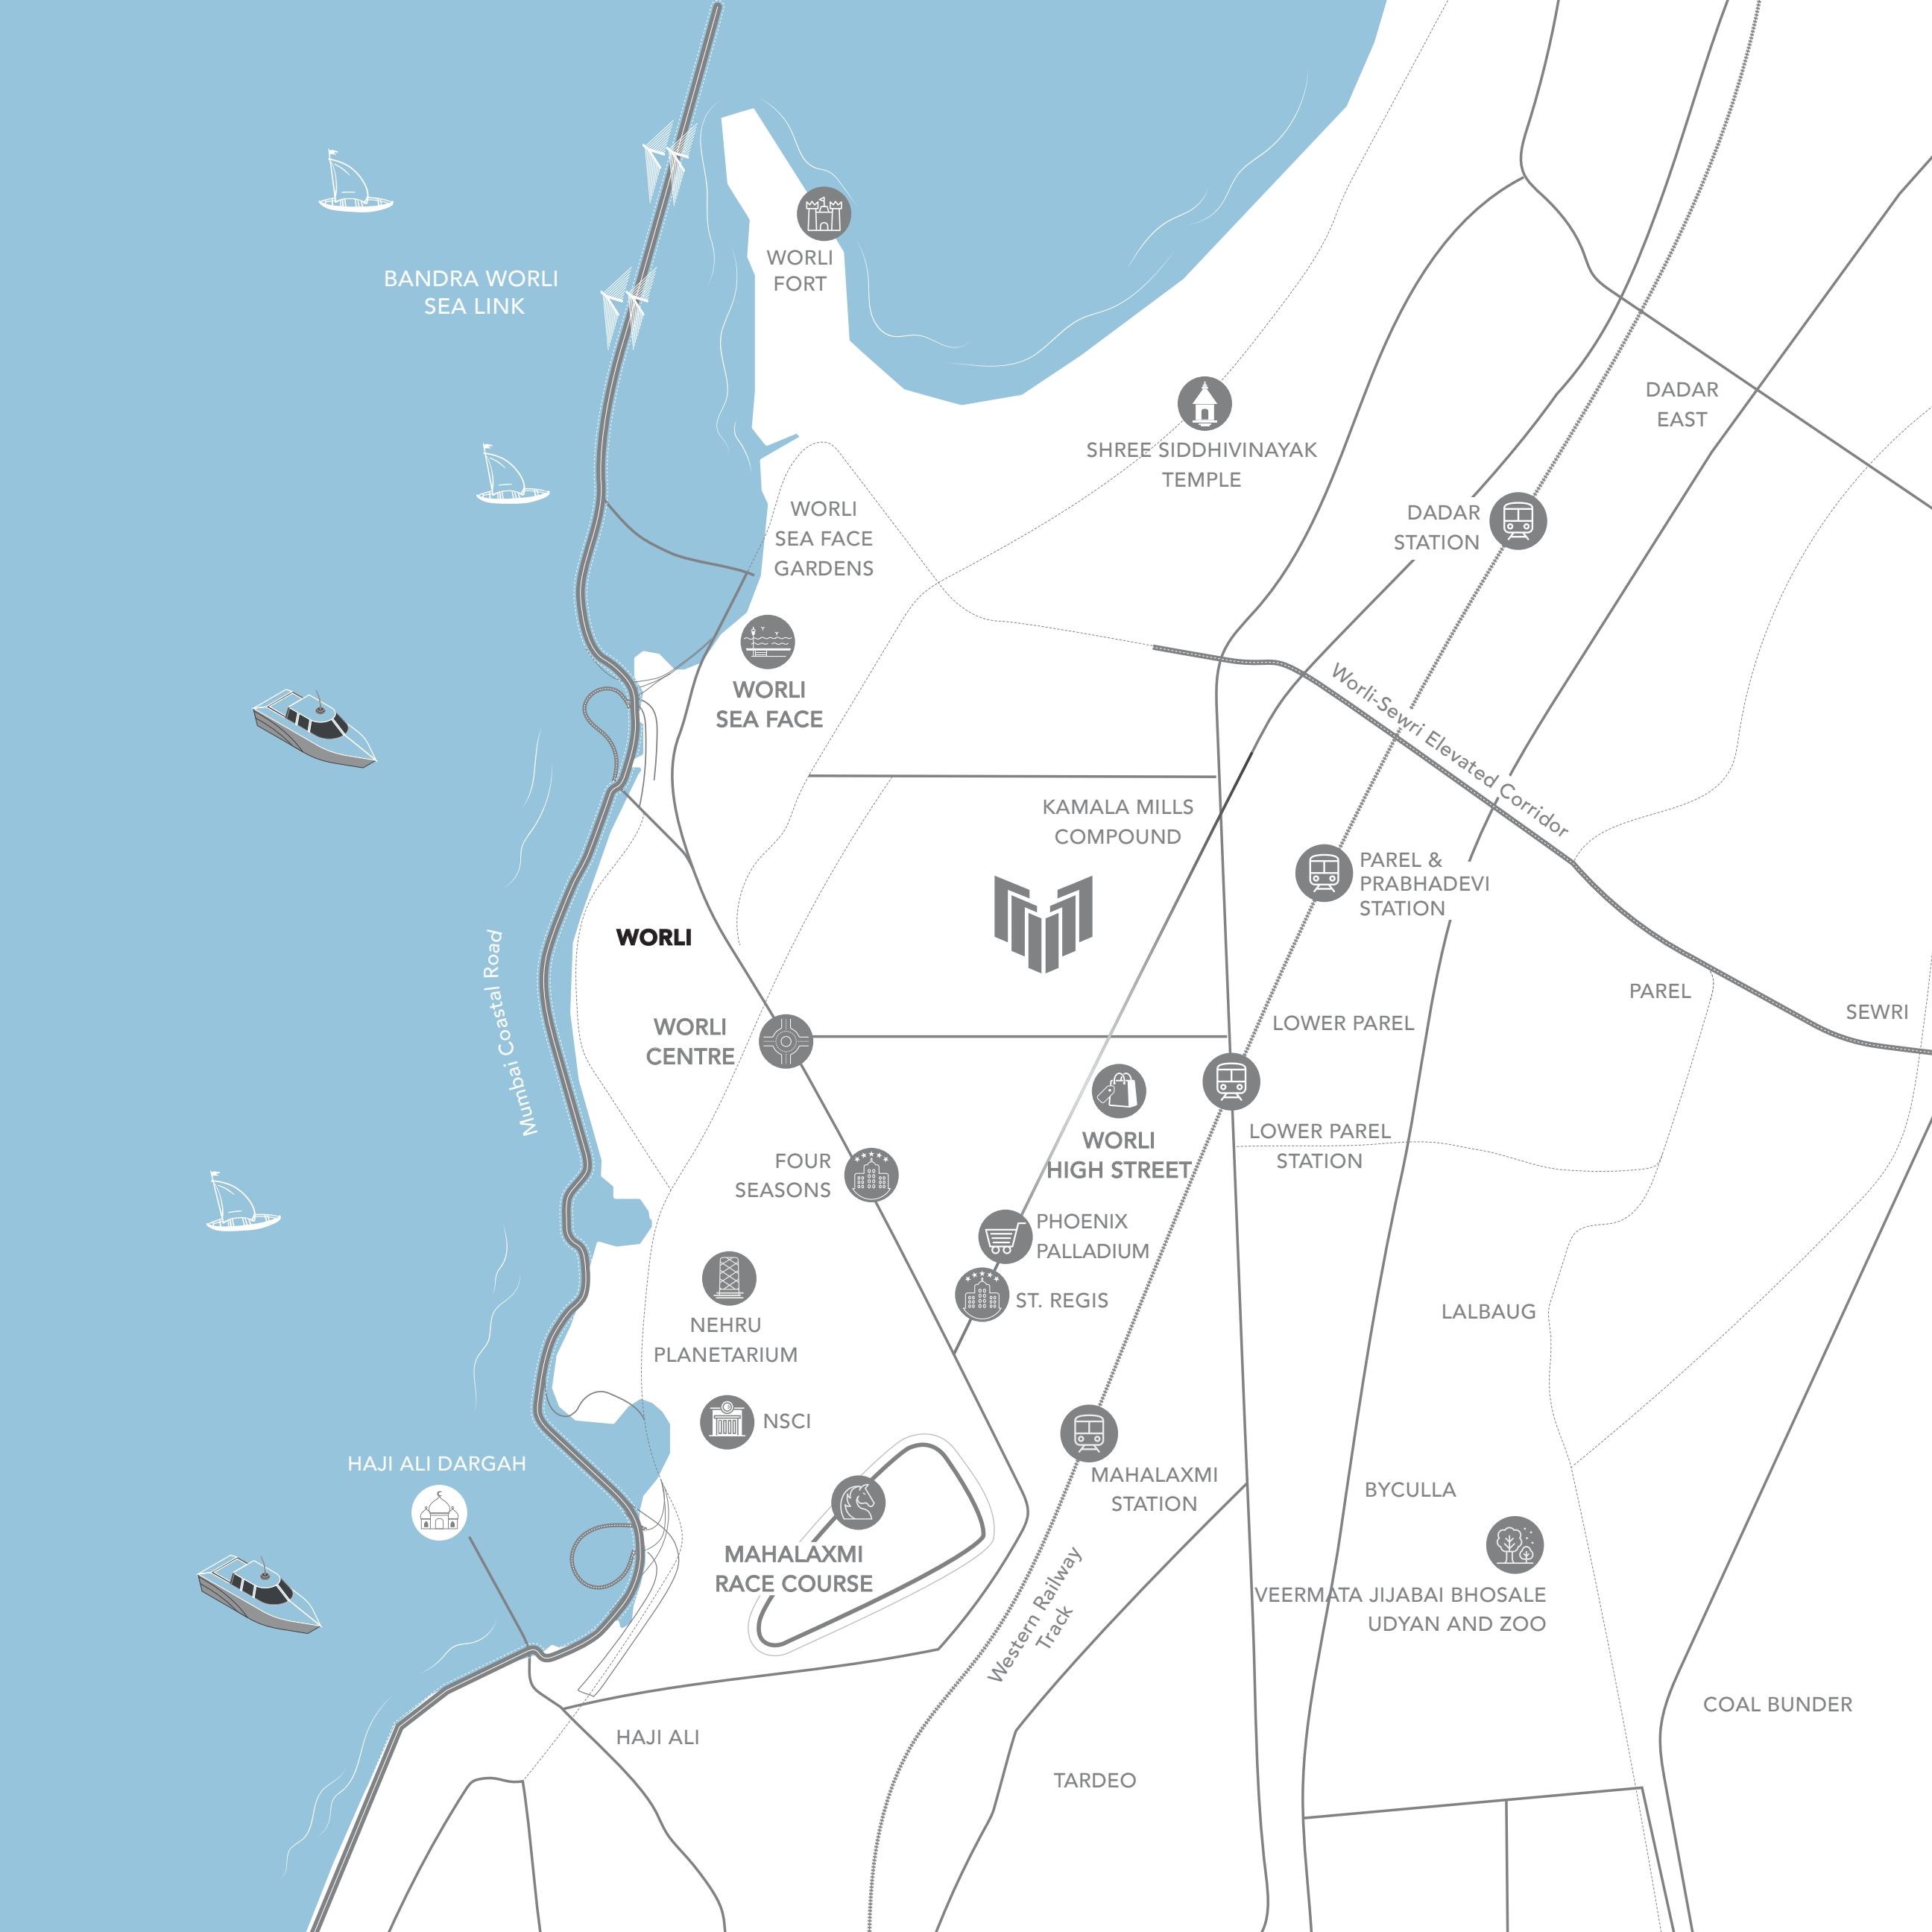 BANDRA WORLI
SEA LINK
WORLI
FORT
DADAR
EAST
SHREE SIDDHIVINAYAK
TEMPLE
WORLI
SEA FACE
GARDENS
DADAR
STATION
WORLI
SEA FACE
Worli-Sewri Elevated Corridor
KAMALA MILLS
COMPOUND
PAREL &
PRABHADEVI
STATION
WORLI
Mumbai Coastal Road
PAREL
SEWRI
LOWER PAREL
WORLI
CENTRE
WORLI
HIGH STREET
LOWER PAREL
STATION
FOUR
SEASONS
PHOENIX
PALLADIUM
ST. REGIS
LALBAUG
NEHRU
PLANETARIUM
NSCI
HAJI ALI DARGAH
MAHALAXMI
STATION
BYCULLA
MAHALAXMI
RACE COURSE
Western Railway
Track
VEERMATA JIJABAI BHOSALE
UDYAN AND ZOO
COAL BUNDER
HAJI ALI
TARDEO